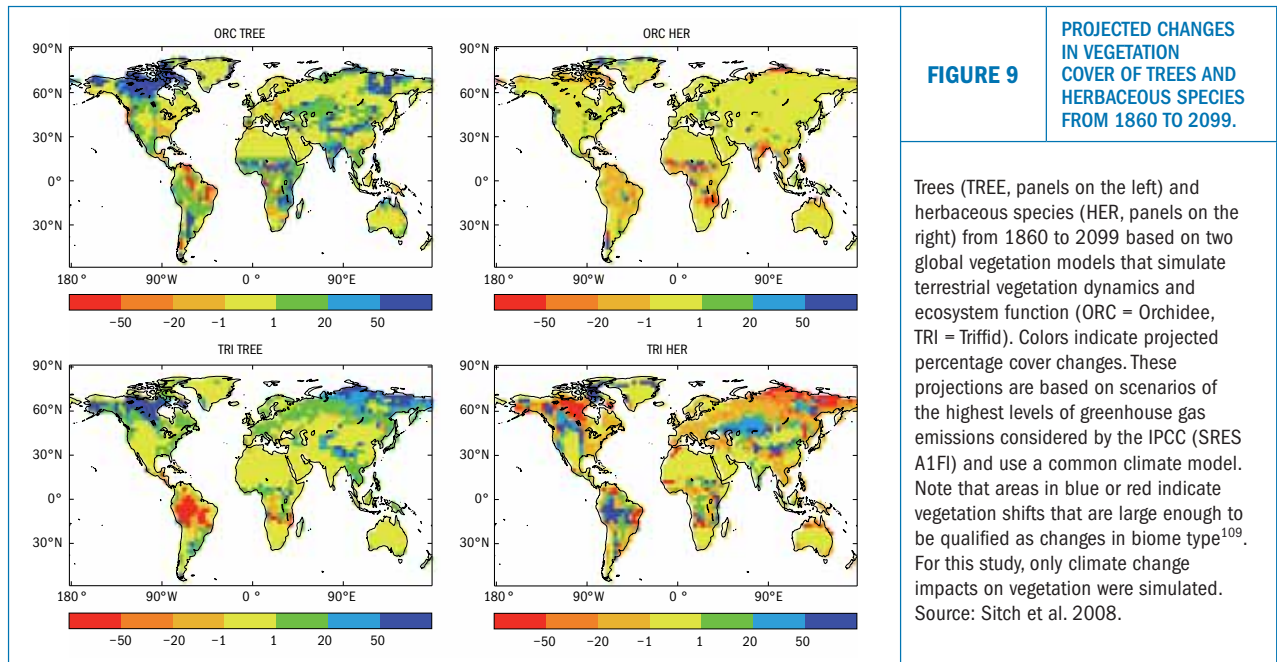 ORC TREE
90°N
60°N
30°N
0°
30°N
180 °
90°W
0 °
90°E
−50
−20
−1
1
20
50
ORC HER
90°N
60°N
30°N
0°
30°N
180 °
90°W
0 °
90°E
−50
−20
−1
1
20
50
TRI TREE
90°N
60°N
30°N
0°
30°N
180 °
90°W
0 °
90°E
−50
−20
−1
1
20
50
TRI HER
90°N
60°N
30°N
0°
30°N
180 °
90°W
0 °
90°E
−50
−20
−1
1
20
50
FIGURE 9
PROJECTED CHANGES
IN VEGETATION
COVER OF TREES AND
HERBACEOUS SPECIES
FROM 1860 TO 2099.
Trees (TREE, panels on the left) and
herbaceous species (HER, panels on the
right) from 1860 to 2099 based on two
global vegetation models that simulate
terrestrial vegetation dynamics and
ecosystem function (ORC = Orchidee,
TRI = Triffid). Colors indicate projected
percentage cover changes. These
projections are based on scenarios of
the highest levels of greenhouse gas
emissions considered by the IPCC (SRES
A1FI) and use a common climate model.
Note that areas in blue or red indicate
vegetation shifts that are large enough to
be qualified as changes in biome type109.
For this study, only climate change
impacts on vegetation were simulated.
Source: Sitch et al. 2008.